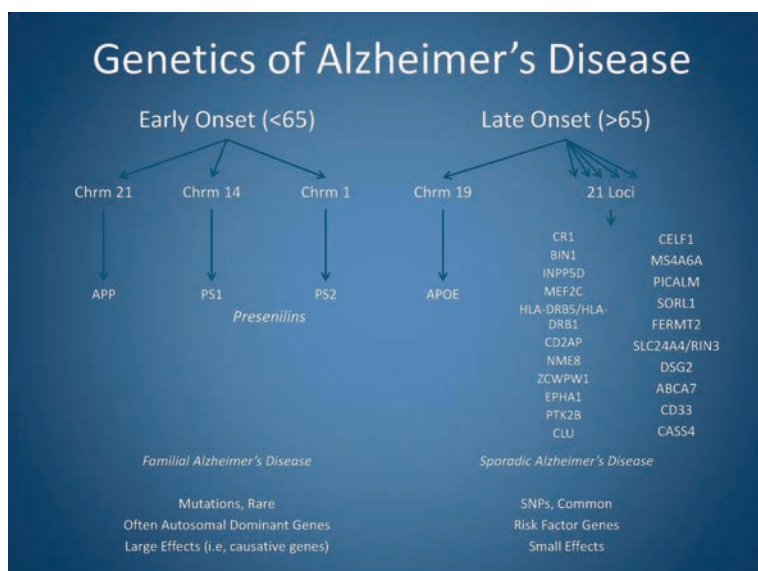 Genetics of Alzheimer's Disease
Early Onset (<65)
Late Onset (>65)
Chrm 21
Chrm 14
Chrm 1
Chrm 19
21 Loci
APP
PS1
PS2
Presenilins
APOE
CR1
BIN1
INPP5D
MEF2C
HLA-DRB5/HLA-
DRB1
CD2AP
NME8
ZCWPW1
EPHA1
PTK2B
CLU
CELF1
MS4A6A
PICALM
SORL1
FERMT2
SLC24A4/RIN3
DSG2
ABCA7
CD33
CASS4
Familial Alzheimer's Disease
Mutations, Rare
Often Autosomal Dominant Genes
Large Effects (i.e, causative genes)
Sporadic Alzheimer's Disease
SNPs, Common
Risk Factor Genes
Small Effects